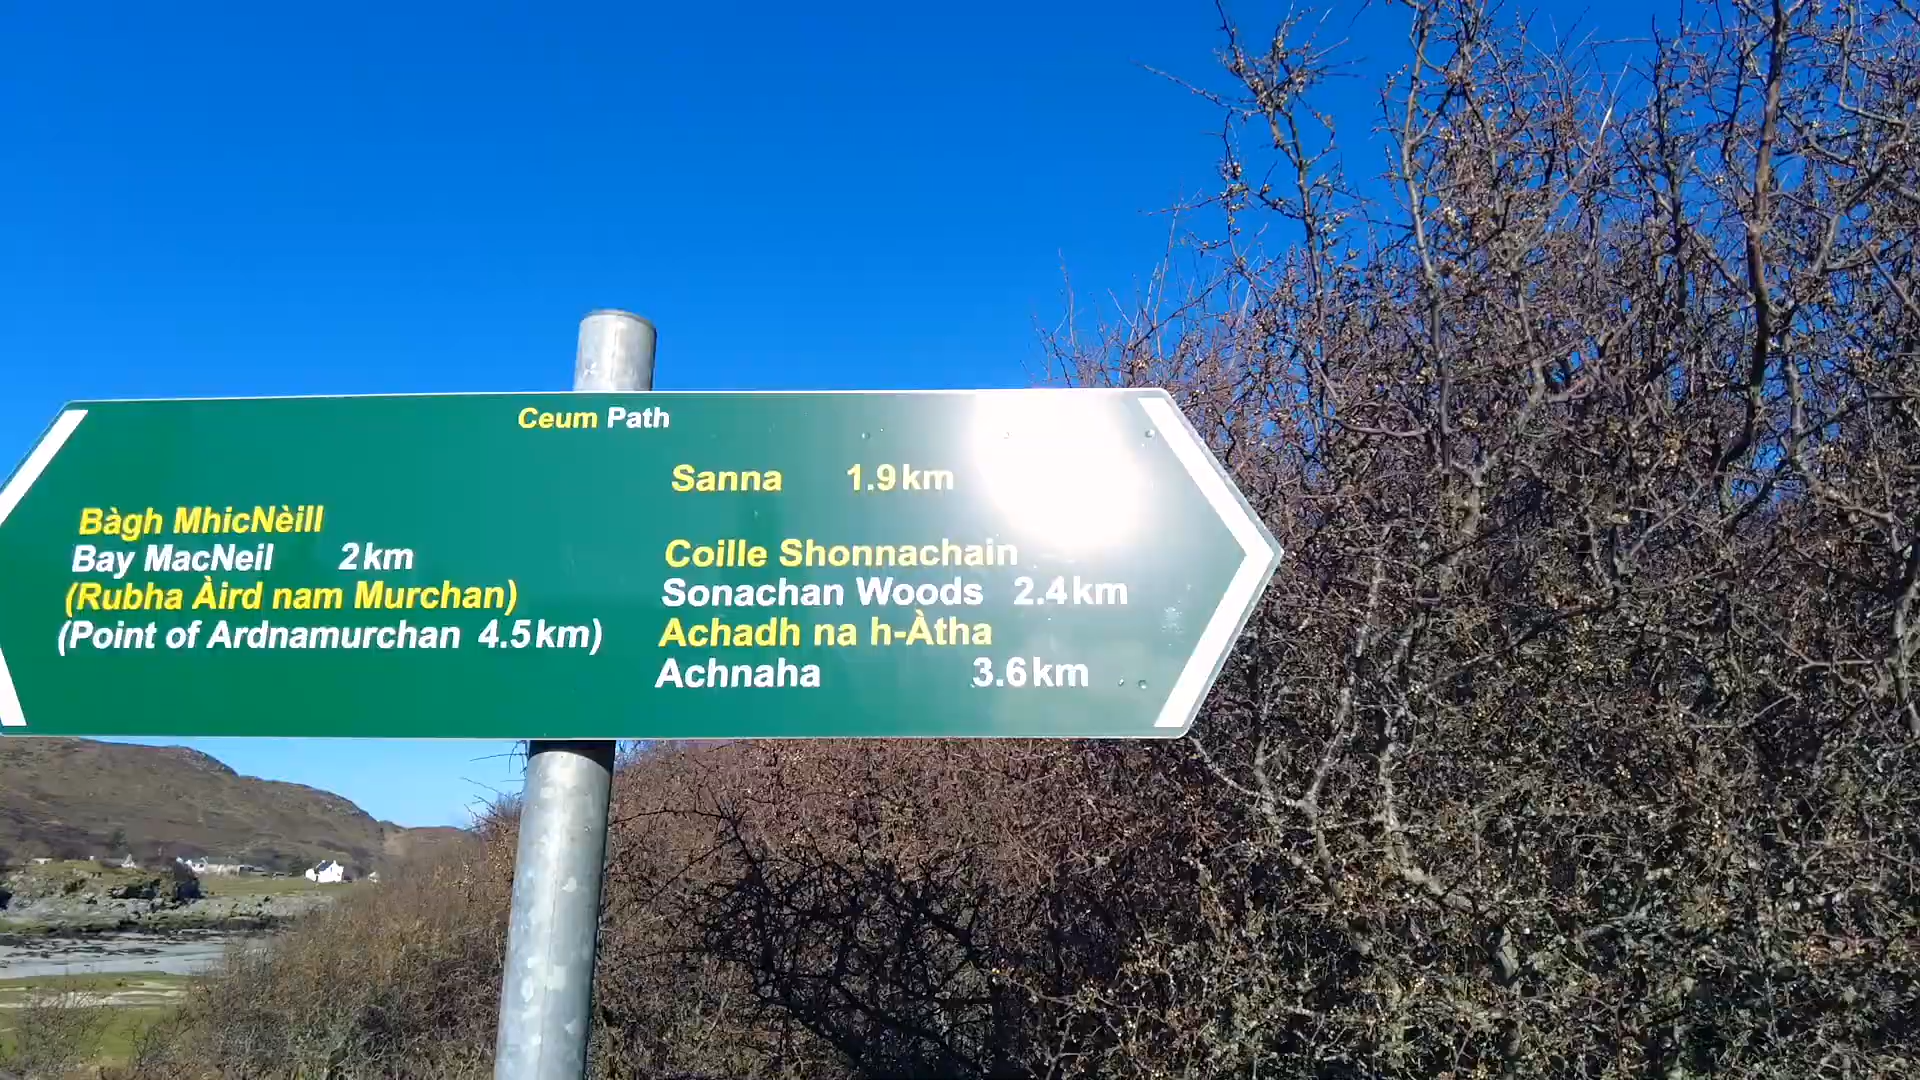 Ceum Path
Bàgh MhicNèill
Bay MacNeil 2km
(Rubha Àird nam Murchan)
(Point of Ardnamurchan 4.5km)
Sanna 1.9km
Coille Shonnachain
Sonachan Woods 2.4km
Achadh na h-Àtha
Achnaha 3.6km